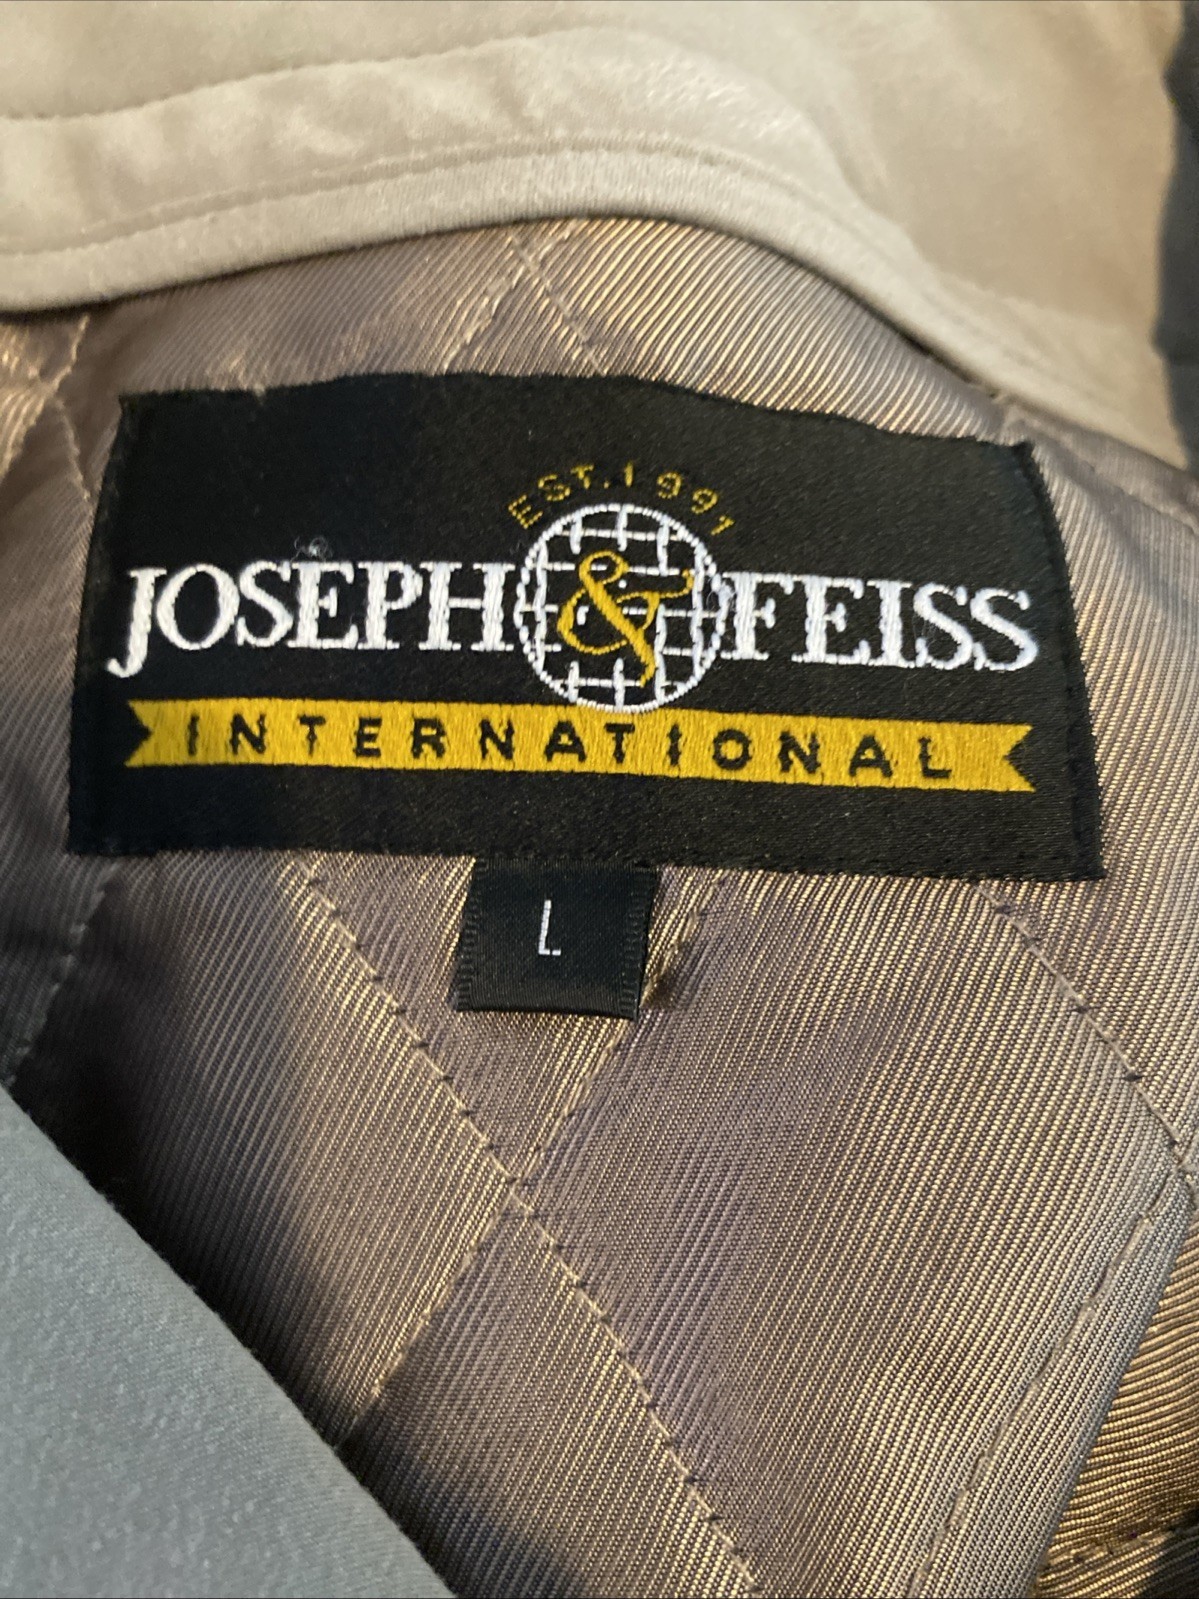 EST. 1991
JOSEPH & FEISS
INTERNATIONAL
L